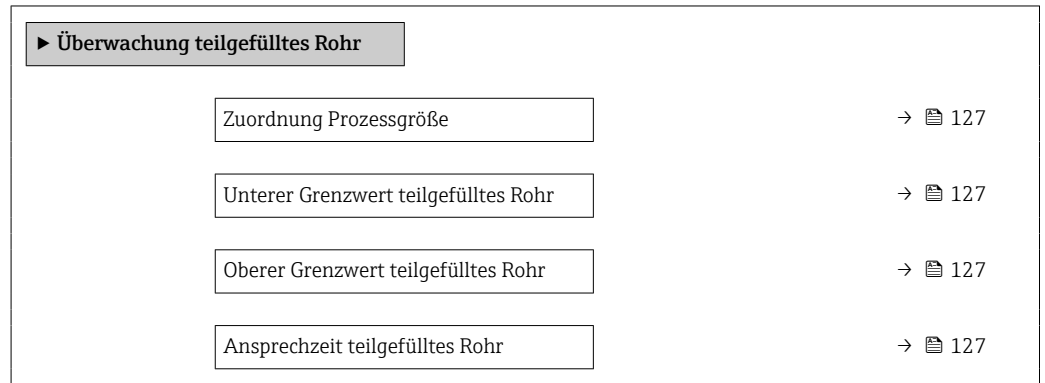 ▶ Überwachung teilgefülltes Rohr
Zuordnung Prozessgröße → 127
Unterer Grenzwert teilgefülltes Rohr → 127
Oberer Grenzwert teilgefülltes Rohr → 127
Ansprechzeit teilgefülltes Rohr → 127